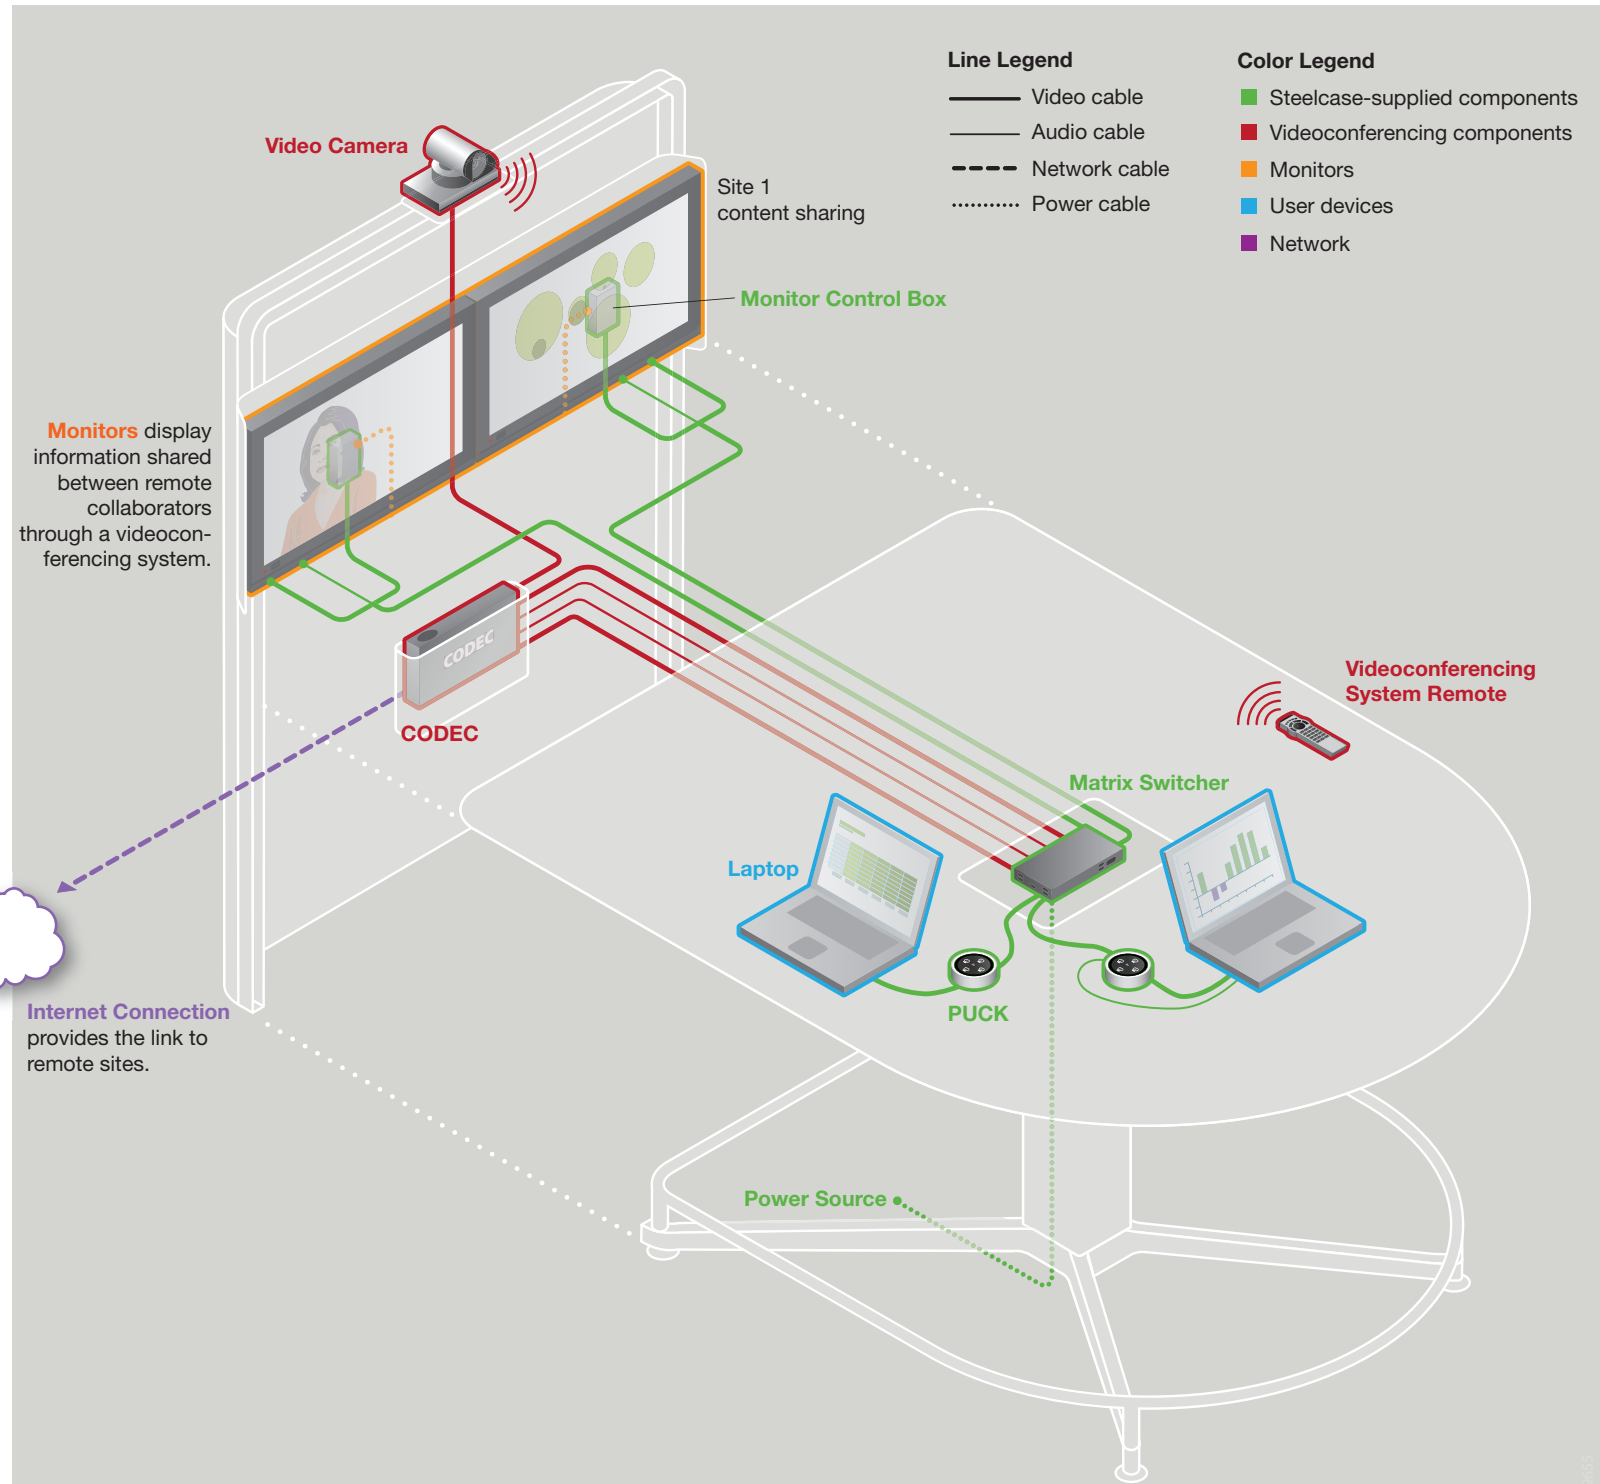 Line Legend
Video cable
Audio cable
Network cable
Power cable
Color Legend
Steelcase-supplied components
Videoconferencing components
Monitors
User devices
Network
Video Camera
Site 1
content sharing
Monitor Control Box
Monitors display
information shared
between remote
collaborators
through a videocon-
ferencing system.
CODEC
CODEC
Videoconferencing
System Remote
Matrix Switcher
Laptop
PUCK
Internet Connection
provides the link to
remote sites.
Power Source